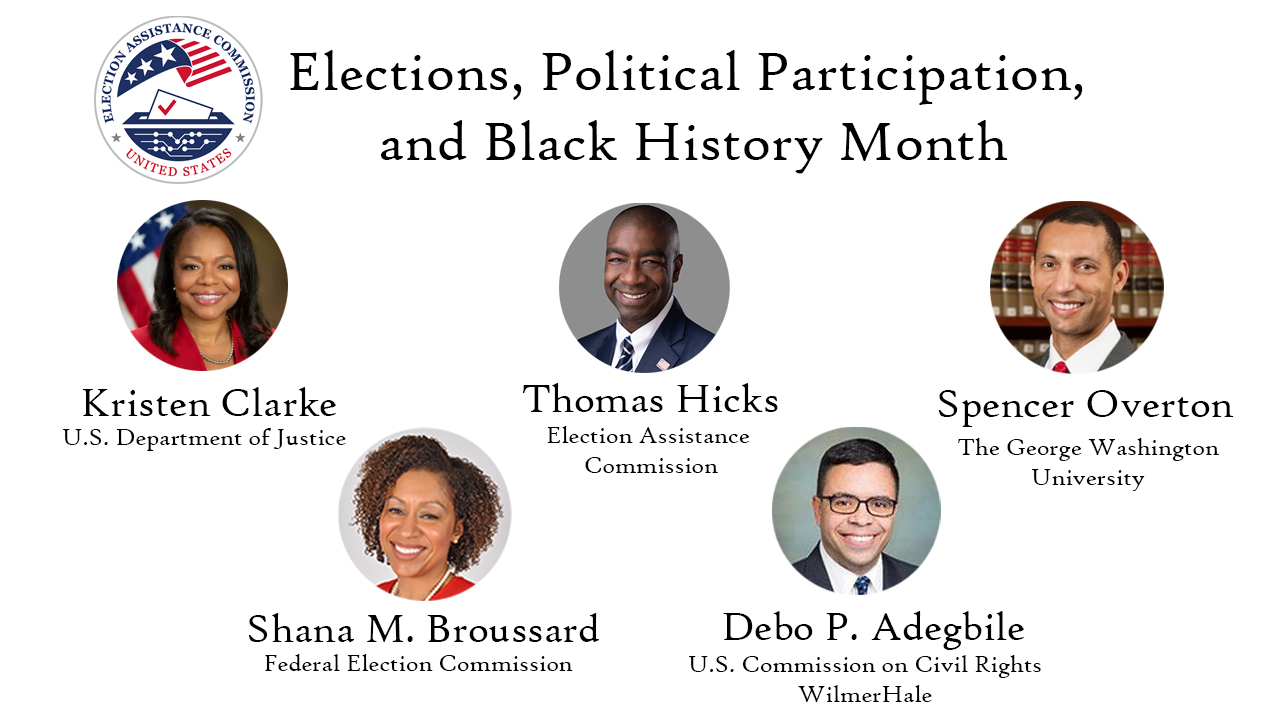 ELECTION ASSISTANCE COMMISSION
UNITED STATES
Elections, Political Participation,
and Black History Month
Kristen Clarke
U.S. Department of Justice
Thomas Hicks
Election Assistance
Commission
Spencer Overton
The George Washington
University
Shana M. Broussard
Federal Election Commission
Debo P. Adegbile
U.S. Commission on Civil Rights
WilmerHale